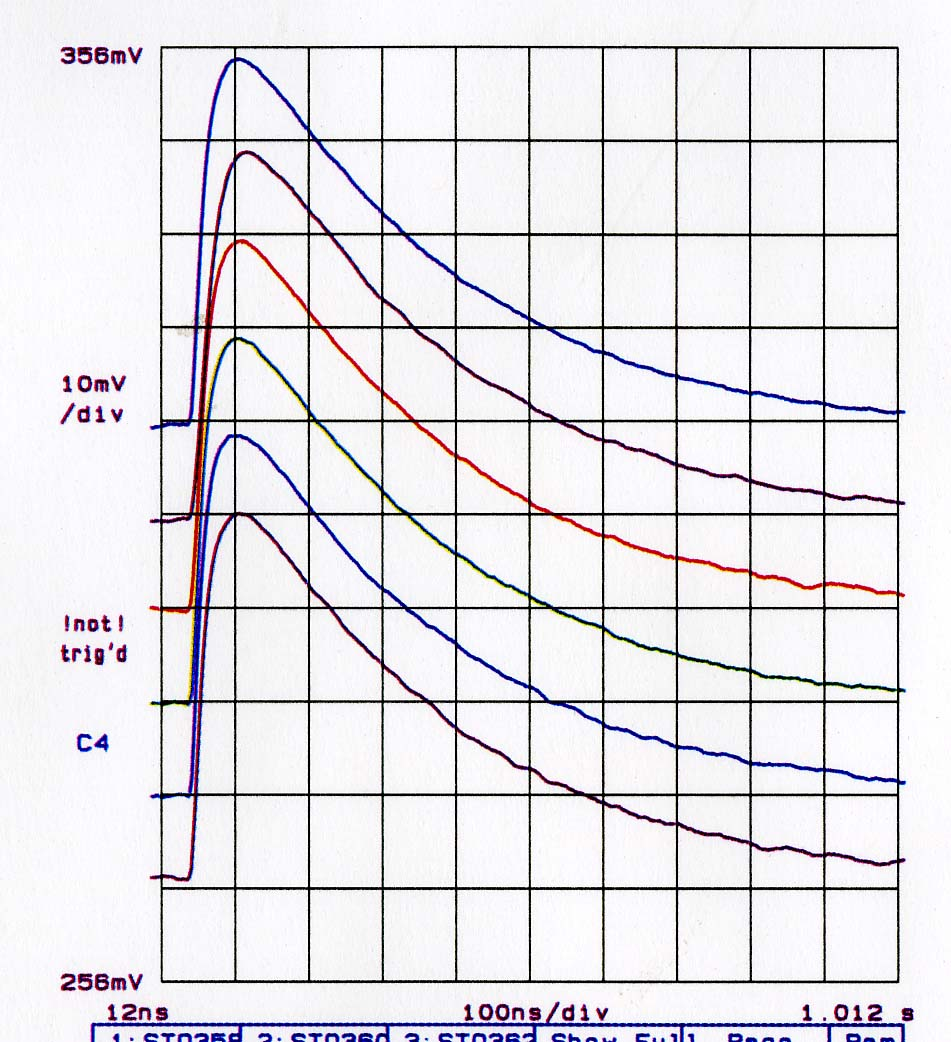 356mV
10mV
/div
!not!
trig'd
C4
256mV
12ns 100ns/div 1.012 s